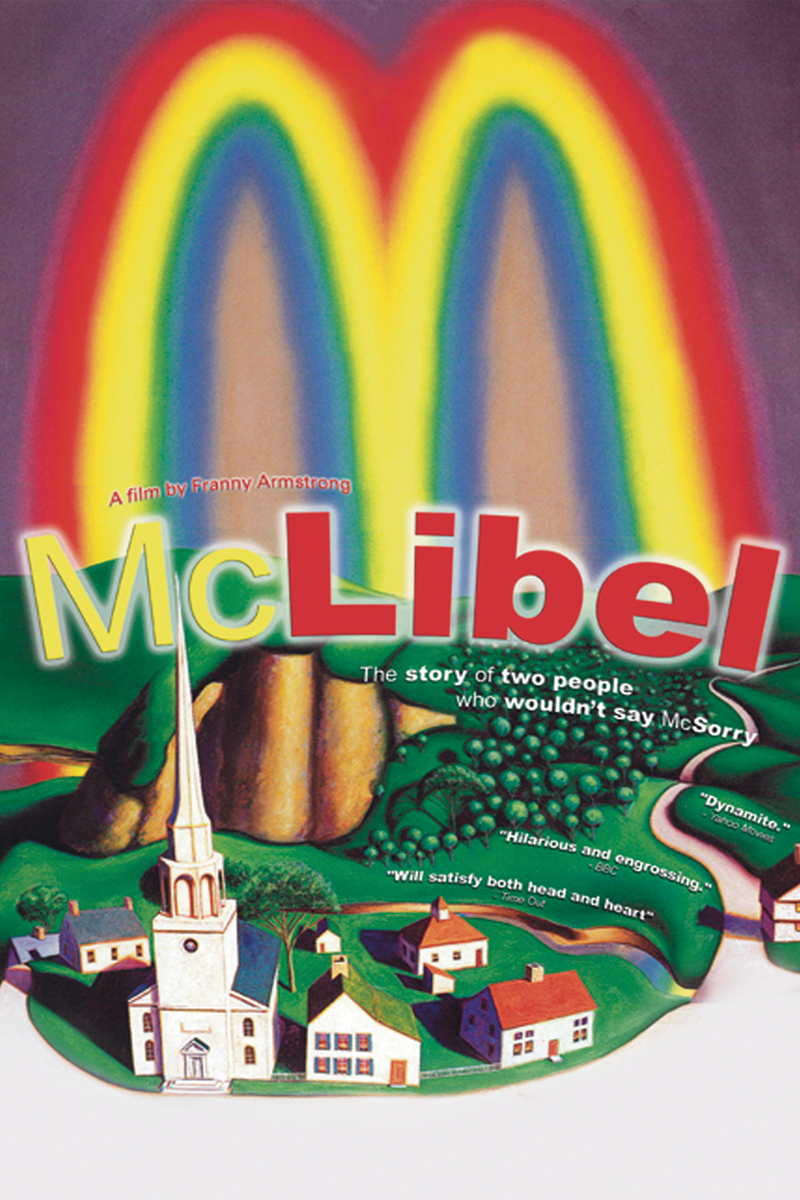 A film by Franny Armstrong
McLibel
The story of two people
who wouldn't say McSorry
"Dynamite."
- Yahoo Movies
"Hilarious and engrossing."
- BBC
"Will satisfy both head and heart"
- Time Out